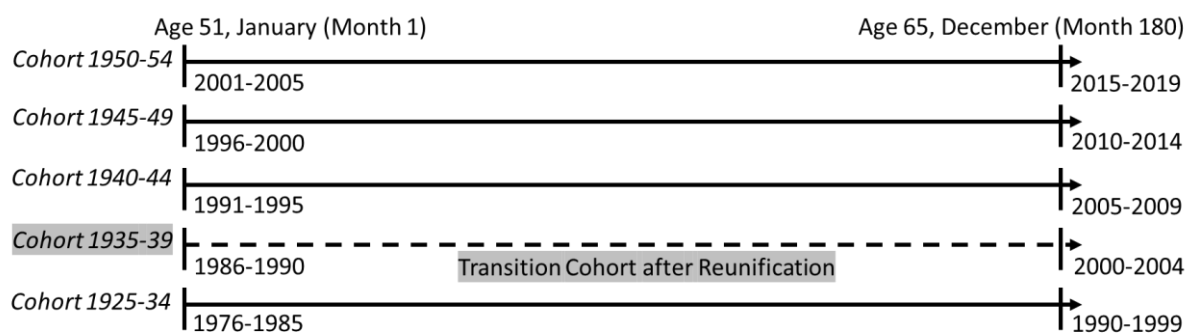 Age 51, January (Month 1) Age 65, December (Month 180)
Cohort 1950-54
2001-2005 2015-2019
Cohort 1945-49
1996-2000 2010-2014
Cohort 1940-44
1991-1995 2005-2009
Cohort 1935-39
1986-1990 Transition Cohort after Reunification 2000-2004
Cohort 1925-34
1976-1985 1990-1999